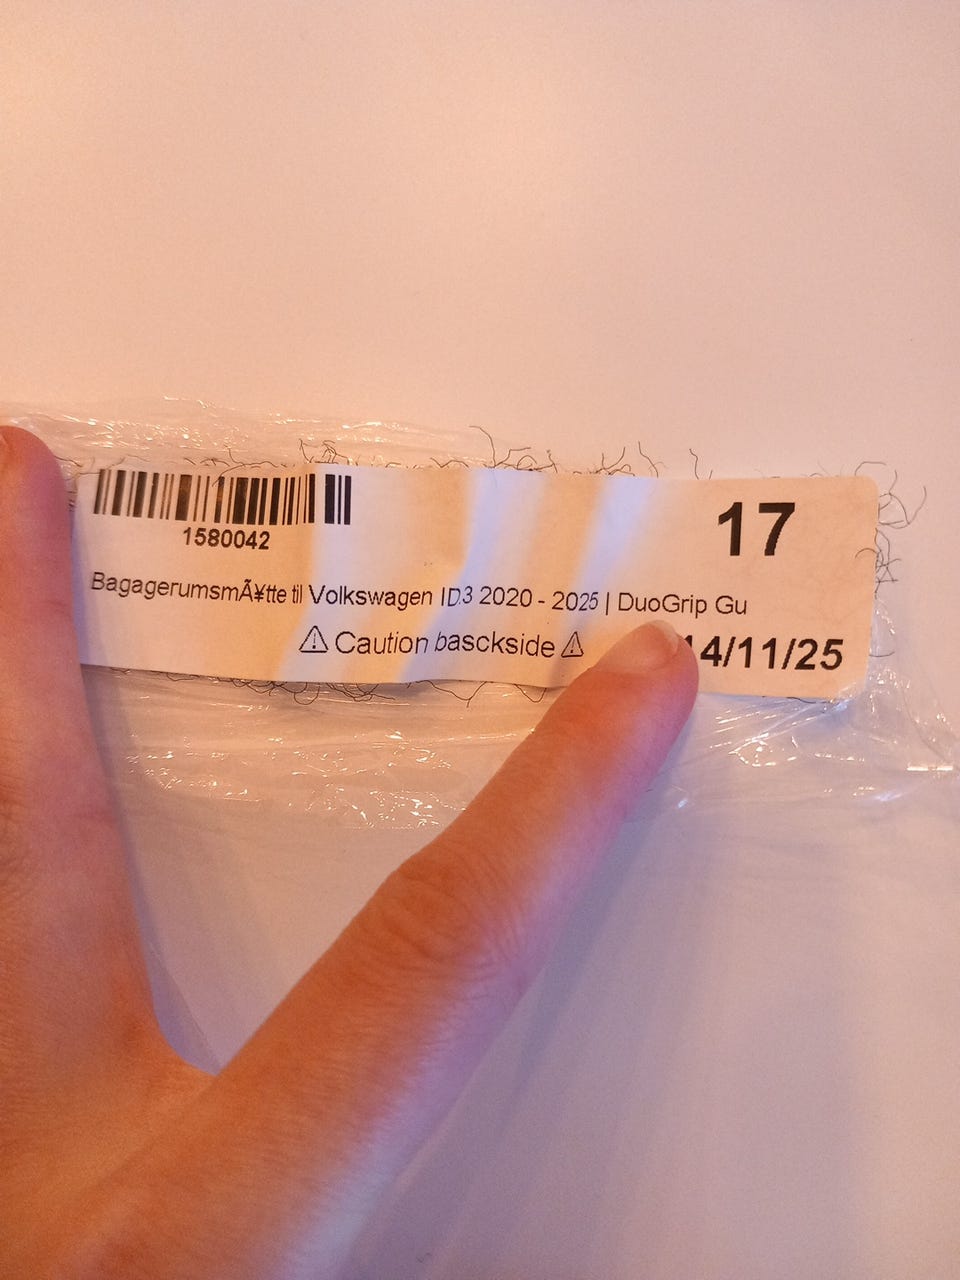 17
1580042
BagagerumsmÃ¥tte til Volkswagen ID.3 2020 - 2025 | DuoGrip Gu
⚠ Caution basckside ⚠
14/11/25